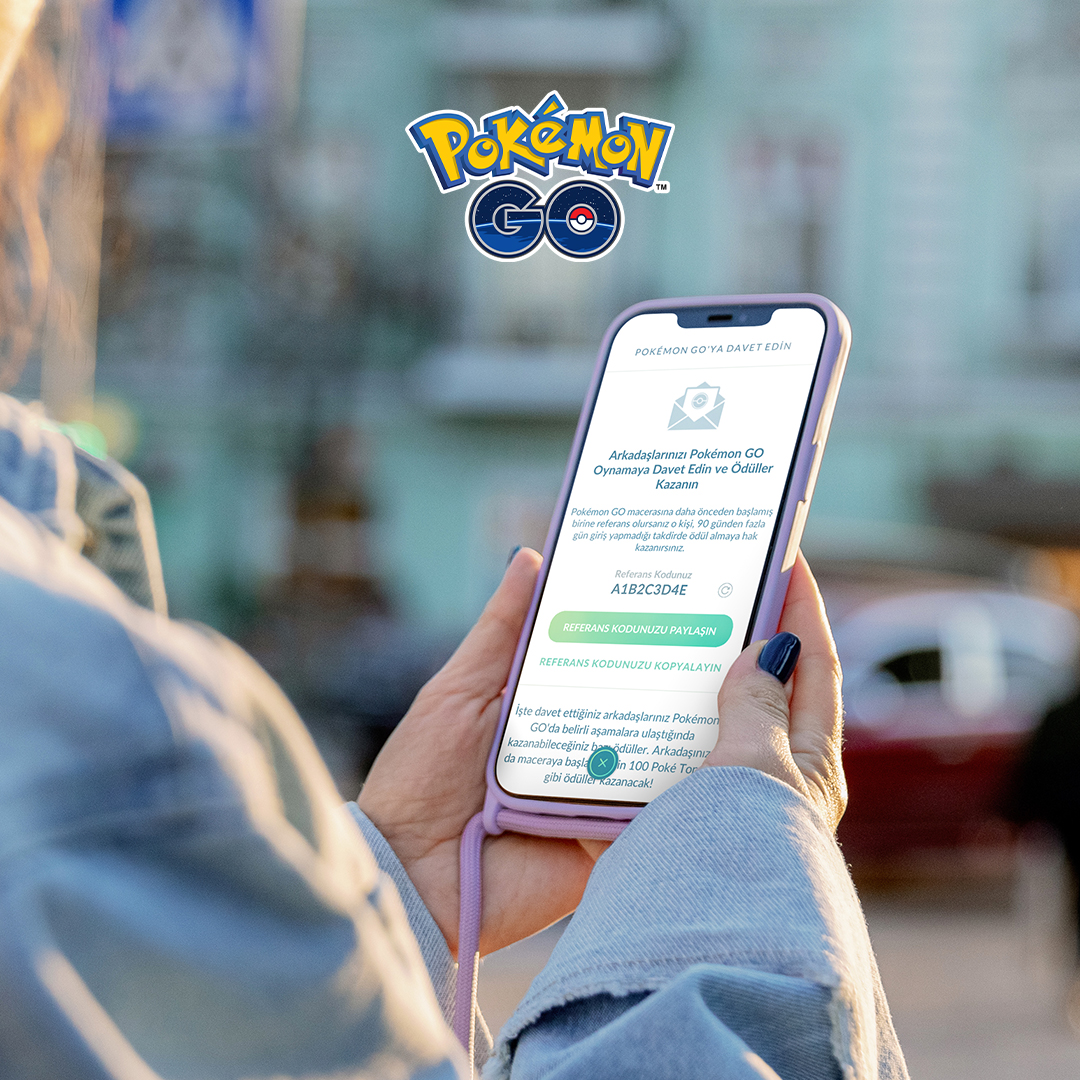 POKÉMON
GO
TM
POKÉMON GO'YA DAVET EDİN
Arkadaşlarınızı Pokémon GO
Oynamaya Davet Edin ve Ödüller
Kazanın
Pokémon GO macerasına daha önceden başlamış
birine referans olursanız o kişi, 90 günden fazla
gün giriş yapmadığı takdirde ödül almaya hak
kazanırsınız.
Referans Kodunuz
A1B2C3D4E
REFERANS KODUNUZU PAYLAŞIN
REFERANS KODUNUZU KOPYALAYIN
İşte davet ettiğiniz arkadaşlarınız Pokémon
GO'da belirli aşamalara ulaştığında
kazanabileceğiniz ödüller. Arkadaşınız
da maceraya 100 Poké
gibi ödüller kazanacak!